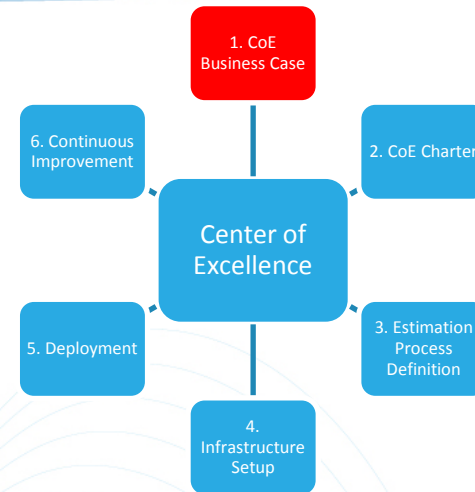 1. CoE
Business Case
6. Continuous
Improvement
2. CoE Charter
Center of
Excellence
5. Deployment
3. Estimation
Process
Definition
4.
Infrastructure
Setup